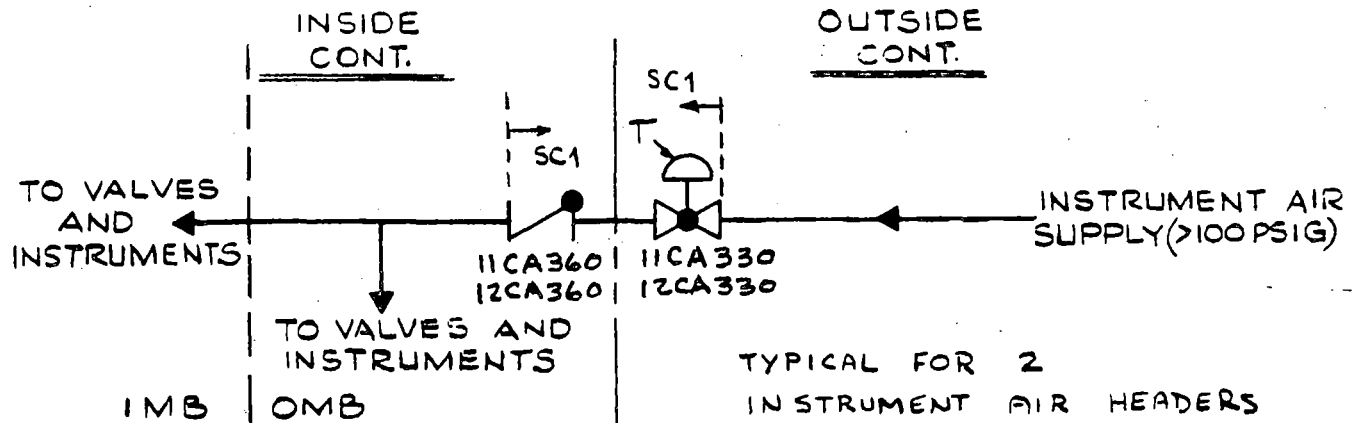 INSIDE
CONT.
OUTSIDE
CONT.
SC1
T
SC1
TO VALVES
AND
INSTRUMENTS
INSTRUMENT AIR
SUPPLY (>100 PSIG)
11CA360
12CA360
11CA330
12CA330
TO VALVES AND
INSTRUMENTS
TYPICAL FOR 2
INSTRUMENT AIR HEADERS
IMB
OMB